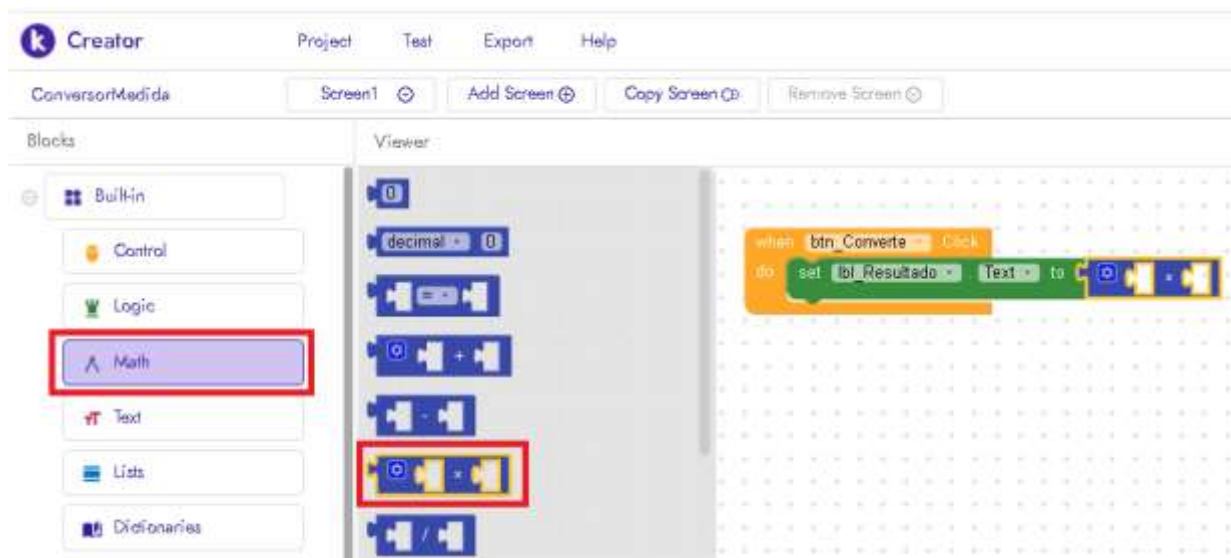 k Creator Project Test Export Help
ConversorMedida Screen1 Add Screen Copy Screen Remove Screen
Blocks Viewer
Built-in
0
Control
decimal 0
when btn_Converte Click
do set lbl_Resultado . Text to ×
Logic
=
Math
+
Text
-
Lists
×
Dictionaries
/